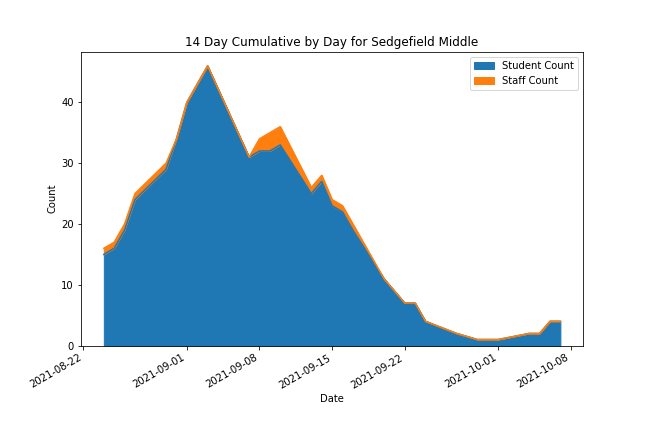 14 Day Cumulative by Day for Sedgefield Middle
Student Count
Staff Count
Count
40
30
20
10
0
2021-08-22
2021-09-01
2021-09-08
2021-09-15
2021-09-22
2021-10-01
2021-10-08
Date